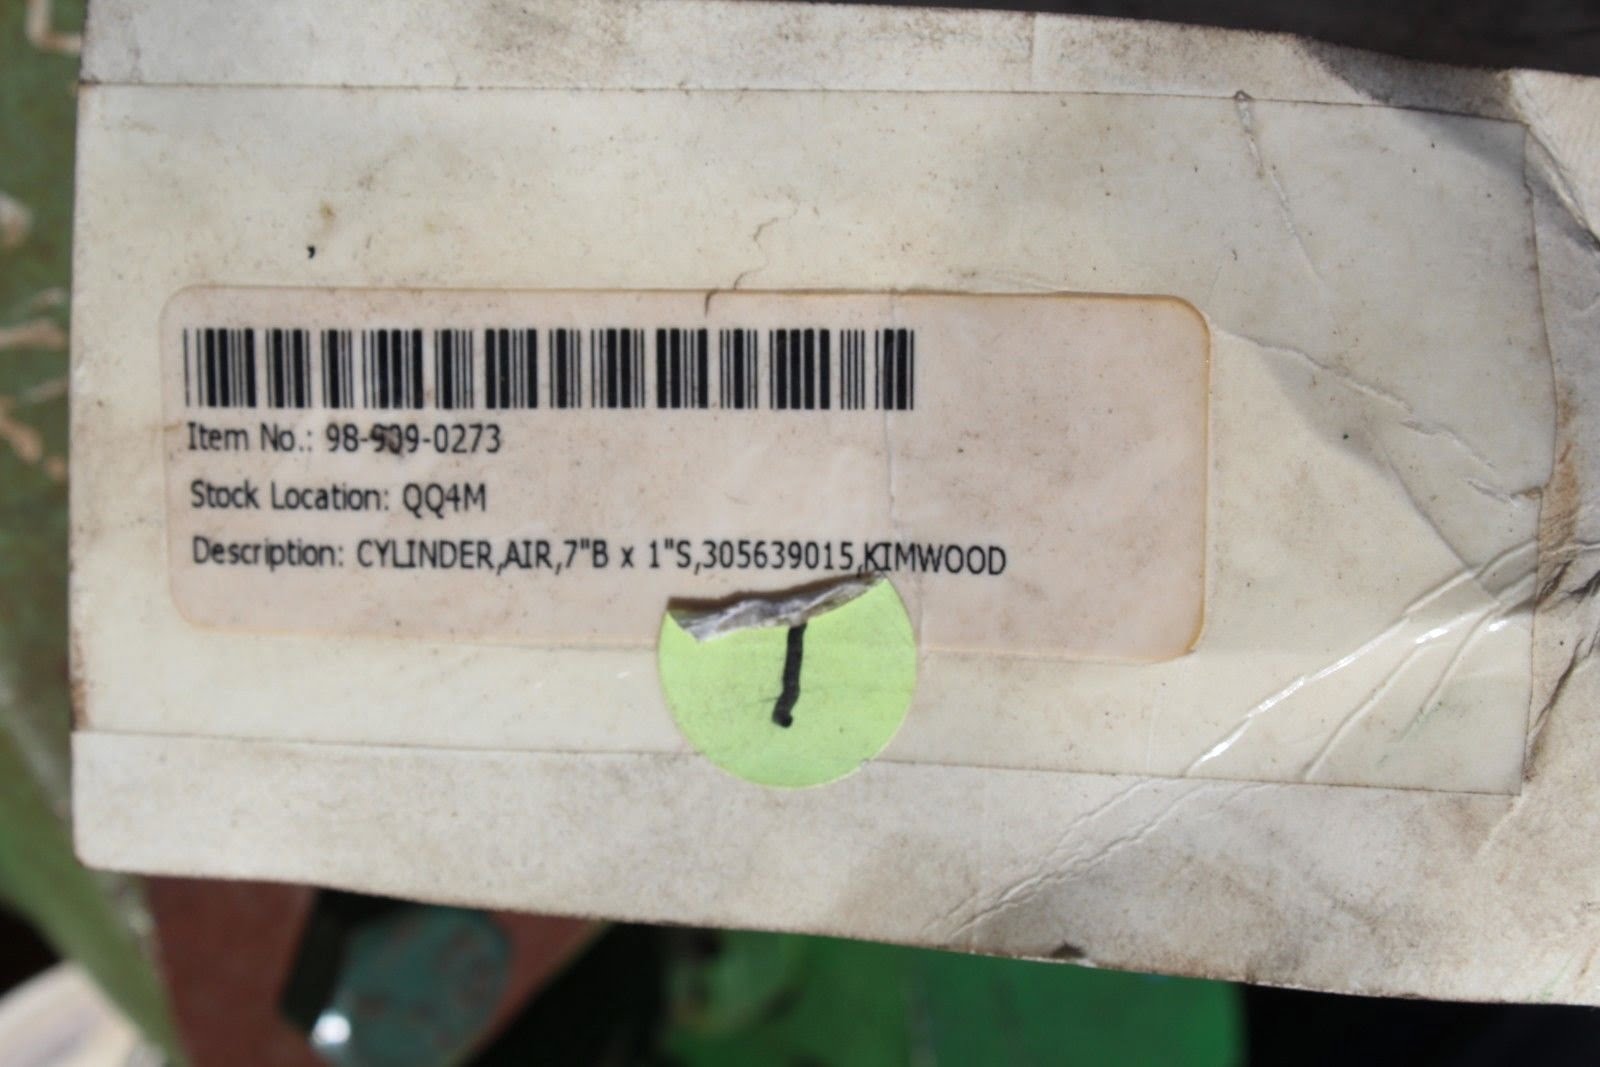 Item No.: 98-909-0273
Stock Location: QQ4M
Description: CYLINDER,AIR,7"B x 1"S,305639015,KIMWOOD
1